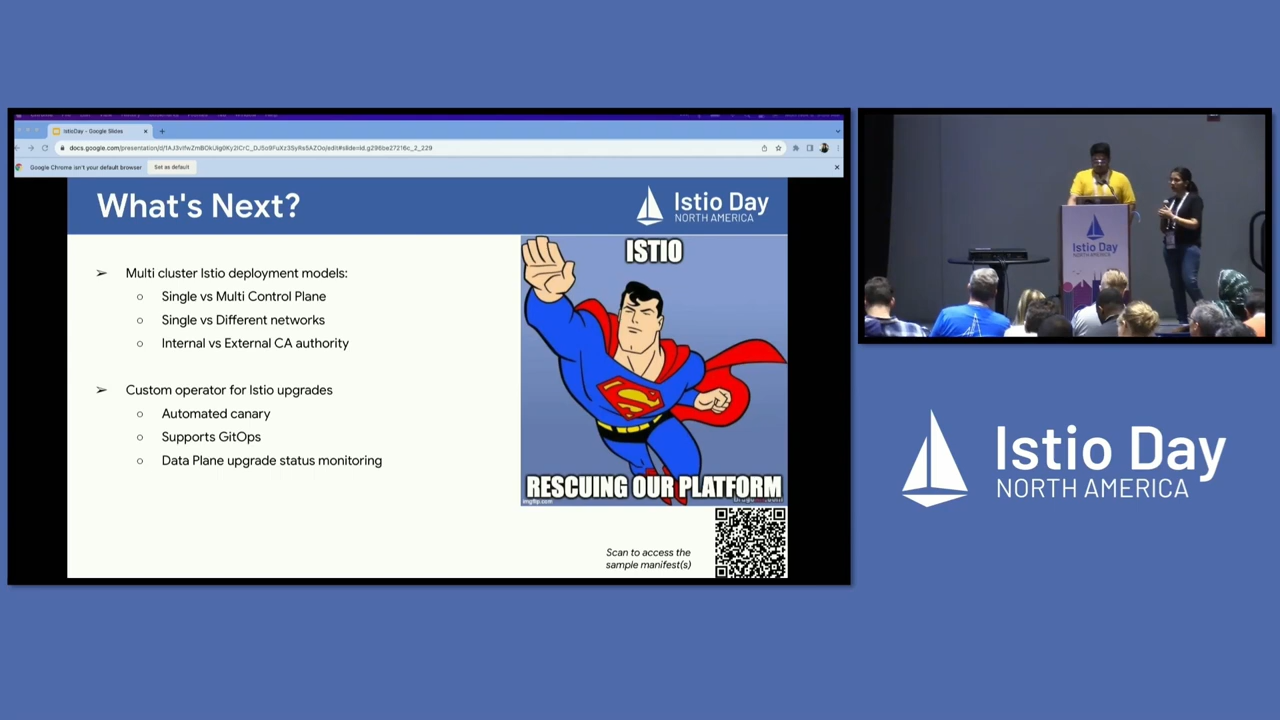 IstioDay - Google Slides
Google Chrome isn't your default browser
Set as default
What's Next?
Istio Day
NORTH AMERICA
➢ Multi cluster Istio deployment models:
○ Single vs Multi Control Plane
○ Single vs Different networks
○ Internal vs External CA authority
➢ Custom operator for Istio upgrades
○ Automated canary
○ Supports GitOps
○ Data Plane upgrade status monitoring
ISTIO
RESCUING OUR PLATFORM
imgflip.com
Scan to access the
sample manifest(s)
Istio Day
NORTH AMERICA
Istio Day
NORTH AMERICA